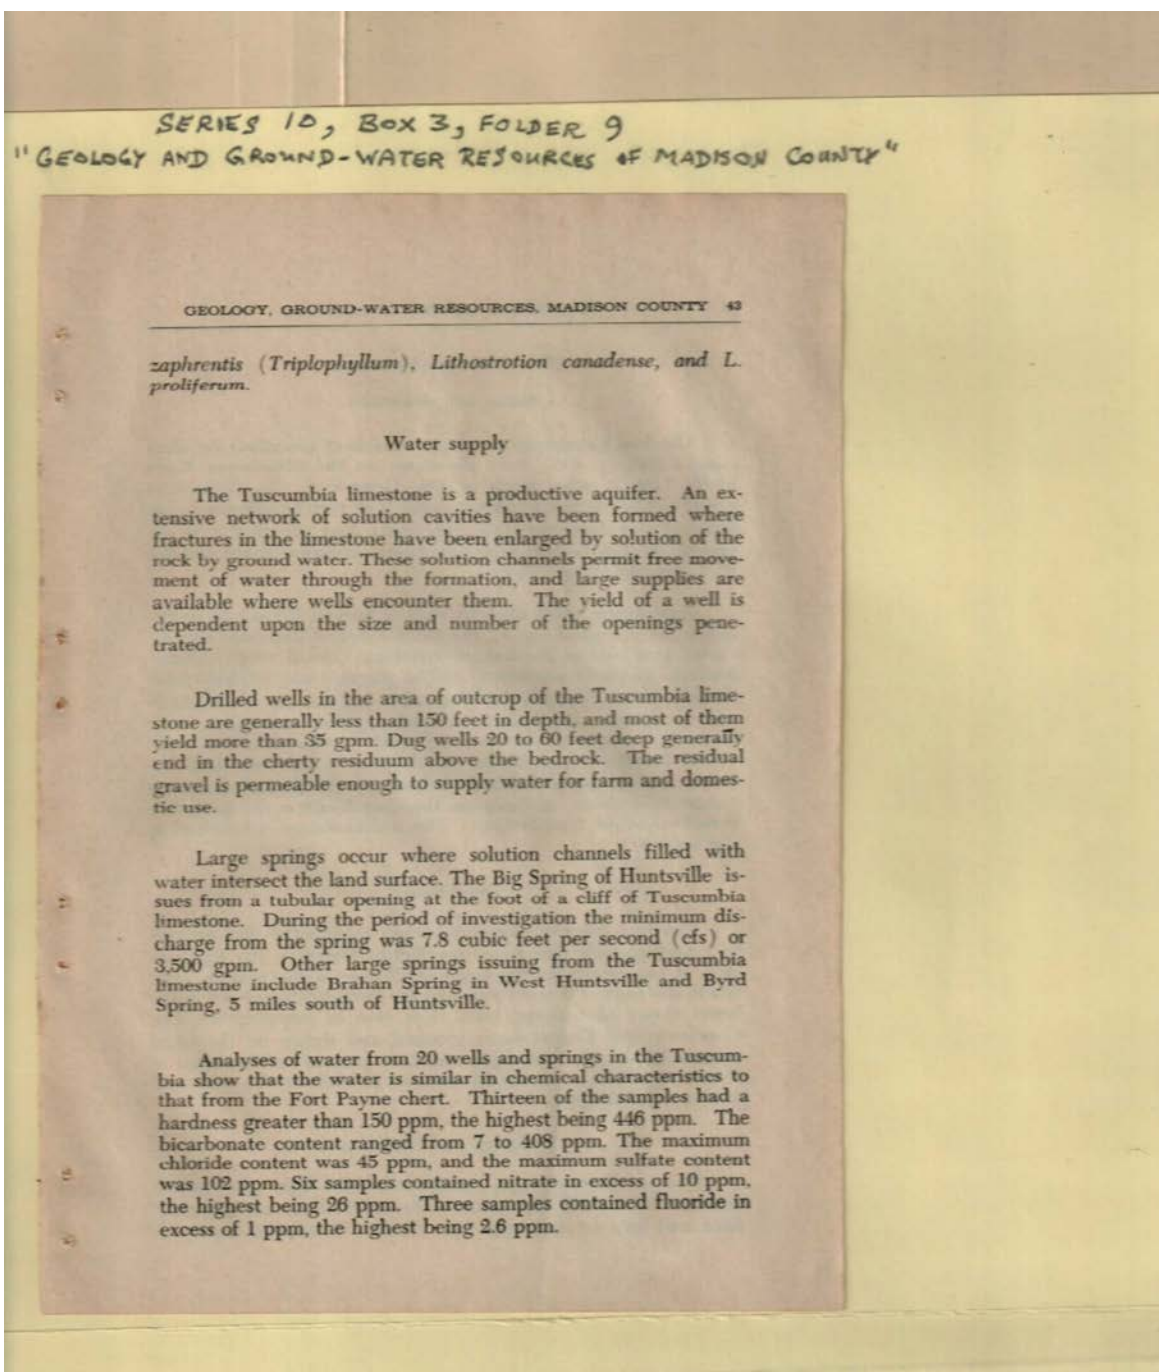 SERIES 10, BOX 3, FOLDER 9
"GEOLOGY AND GROUND-WATER RESOURCES OF MADISON COUNTY"
GEOLOGY, GROUND-WATER RESOURCES, MADISON COUNTY 43
zaphrentis (Triplophyllum), Lithostrotion canadense, and L.
proliferum.
Water supply
The Tuscumbia limestone is a productive aquifer. An ex-
tensive network of solution cavities have been formed where
fractures in the limestone have been enlarged by solution of the
rock by ground water. These solution channels permit free move-
ment of water through the formation, and large supplies are
available where wells encounter them. The yield of a well is
dependent upon the size and number of the openings pene-
trated.
Drilled wells in the area of outcrop of the Tuscumbia lime-
stone are generally less than 150 feet in depth, and most of them
yield more than 35 gpm. Dug wells 20 to 60 feet deep generally
end in the cherty residuum above the bedrock. The residual
gravel is permeable enough to supply water for farm and domes-
tic use.
Large springs occur where solution channels filled with
water intersect the land surface. The Big Spring of Huntsville is-
sues from a tubular opening at the foot of a cliff of Tuscumbia
limestone. During the period of investigation the minimum dis-
charge from the spring was 7.8 cubic feet per second (cfs) or
3,500 gpm. Other large springs issuing from the Tuscumbia
limestone include Brahan Spring in West Huntsville and Byrd
Spring, 5 miles south of Huntsville.
Analyses of water from 20 wells and springs in the Tuscum-
bia show that the water is similar in chemical characteristics to
that from the Fort Payne chert. Thirteen of the samples had a
hardness greater than 150 ppm, the highest being 446 ppm. The
bicarbonate content ranged from 7 to 408 ppm. The maximum
chloride content was 45 ppm, and the maximum sulfate content
was 102 ppm. Six samples contained nitrate in excess of 10 ppm,
the highest being 26 ppm. Three samples contained fluoride in
excess of 1 ppm, the highest being 2.6 ppm.